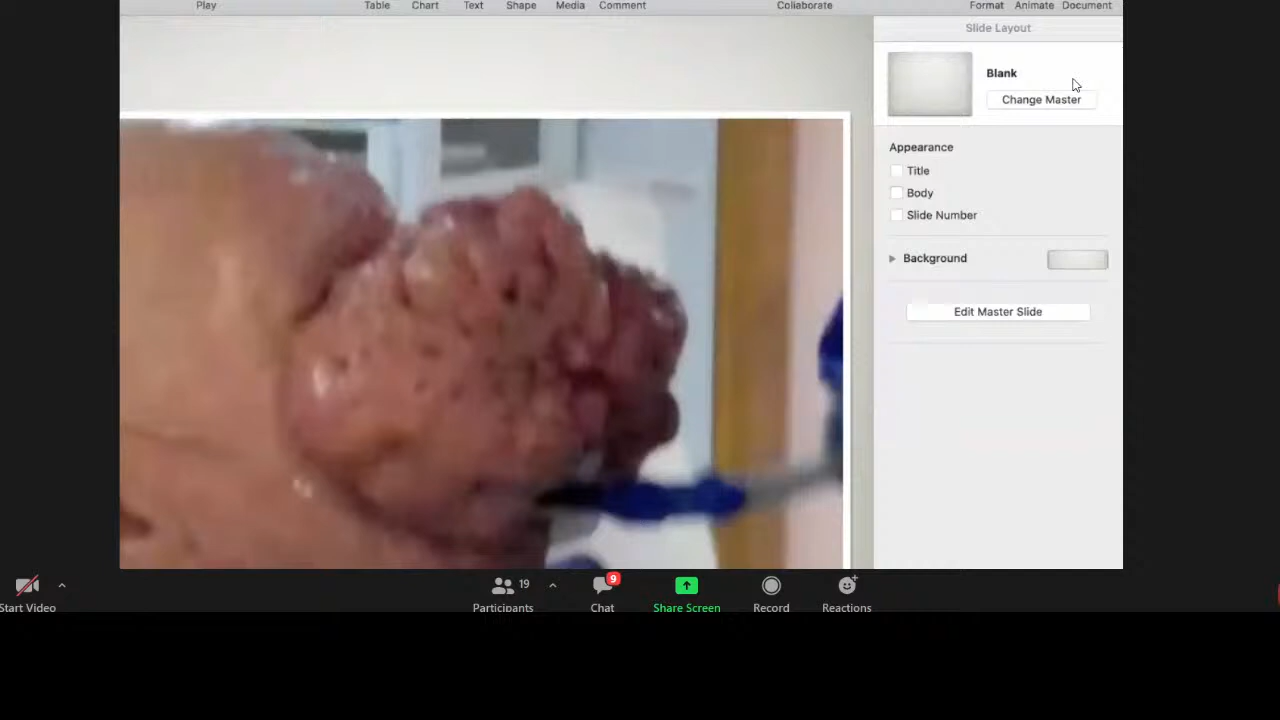 Play Table Chart Text Shape Media Comment Collaborate Format Animate Document
Slide Layout
Blank
Change Master
Appearance
Title
Body
Slide Number
Background
Edit Master Slide
19
9
Start Video Participants Chat Share Screen Record Reactions